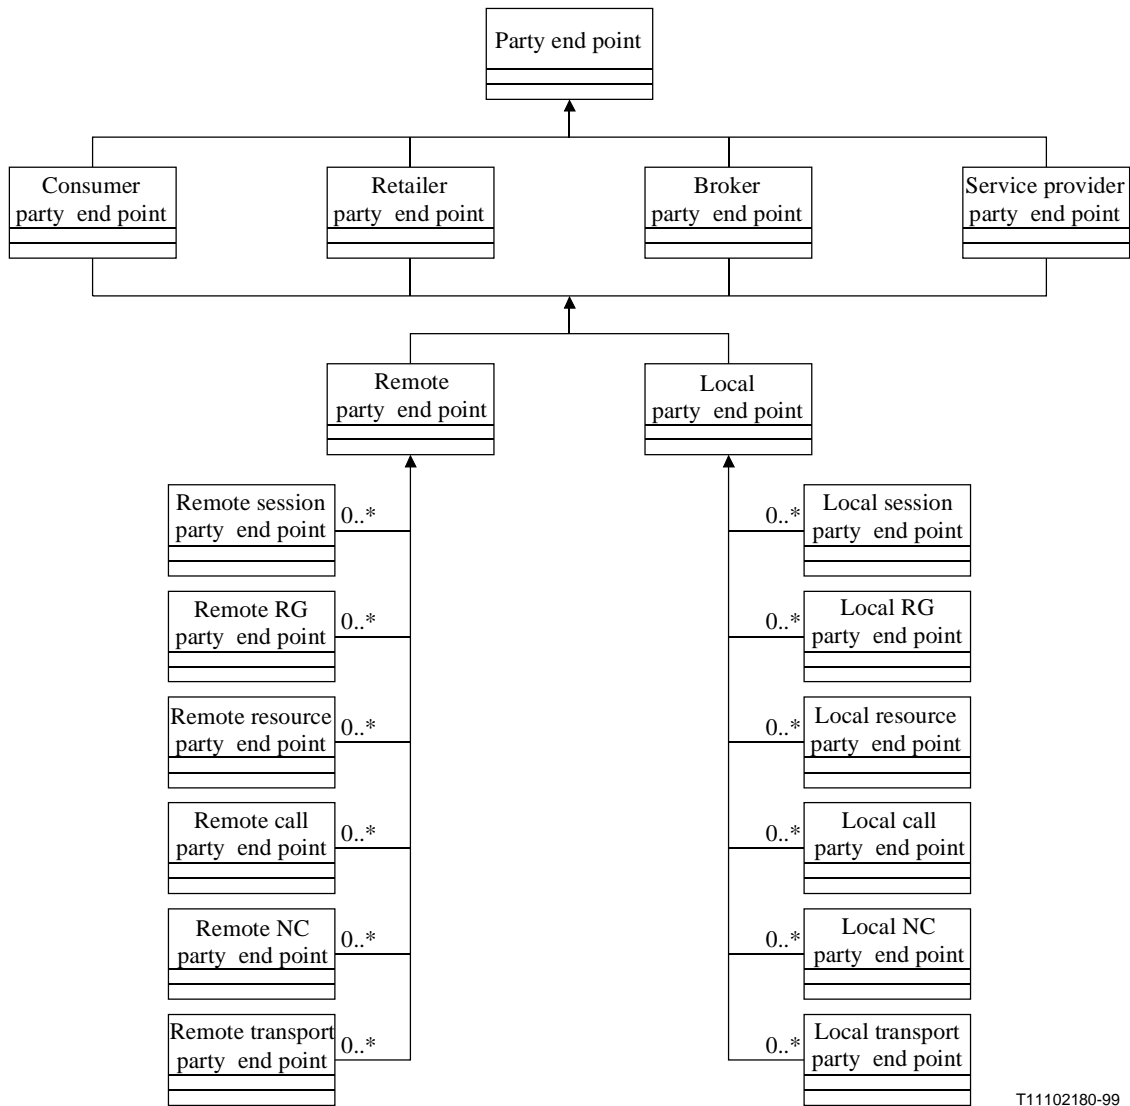 Party end point
Consumer
party end point
Retailer
party end point
Broker
party end point
Service provider
party end point
Remote
party end point
Local
party end point
Remote session
party end point
0..*
0..*
Local session
party end point
Remote RG
party end point
0..*
0..*
Local RG
party end point
Remote resource
party end point
0..*
0..*
Local resource
party end point
Remote call
party end point
0..*
0..*
Local call
party end point
Remote NC
party end point
0..*
0..*
Local NC
party end point
Remote transport
party end point
0..*
0..*
Local transport
party end point
T11102180-99